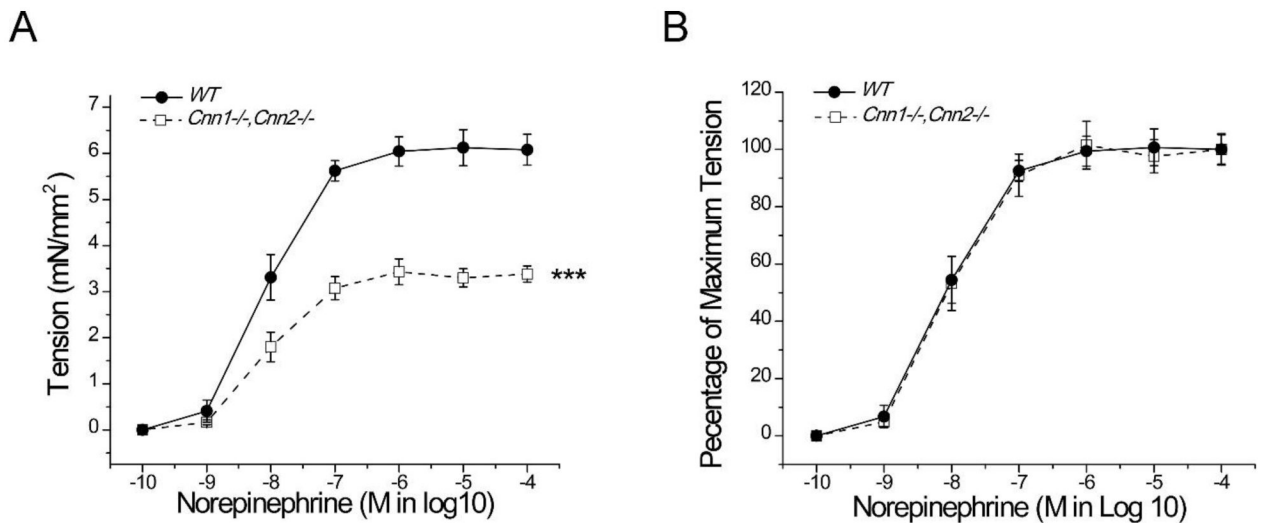 A
WT
Cnn1-/-,Cnn2-/-
7
6
5
4
3
2
1
0
Tension (mN/mm²)
***
-10 -9 -8 -7 -6 -5 -4
Norepinephrine (M in log10)
B
WT
Cnn1-/-,Cnn2-/-
120
100
80
60
40
20
0
Pecentage of Maximum Tension
-10 -9 -8 -7 -6 -5 -4
Norepinephrine (M in Log 10)